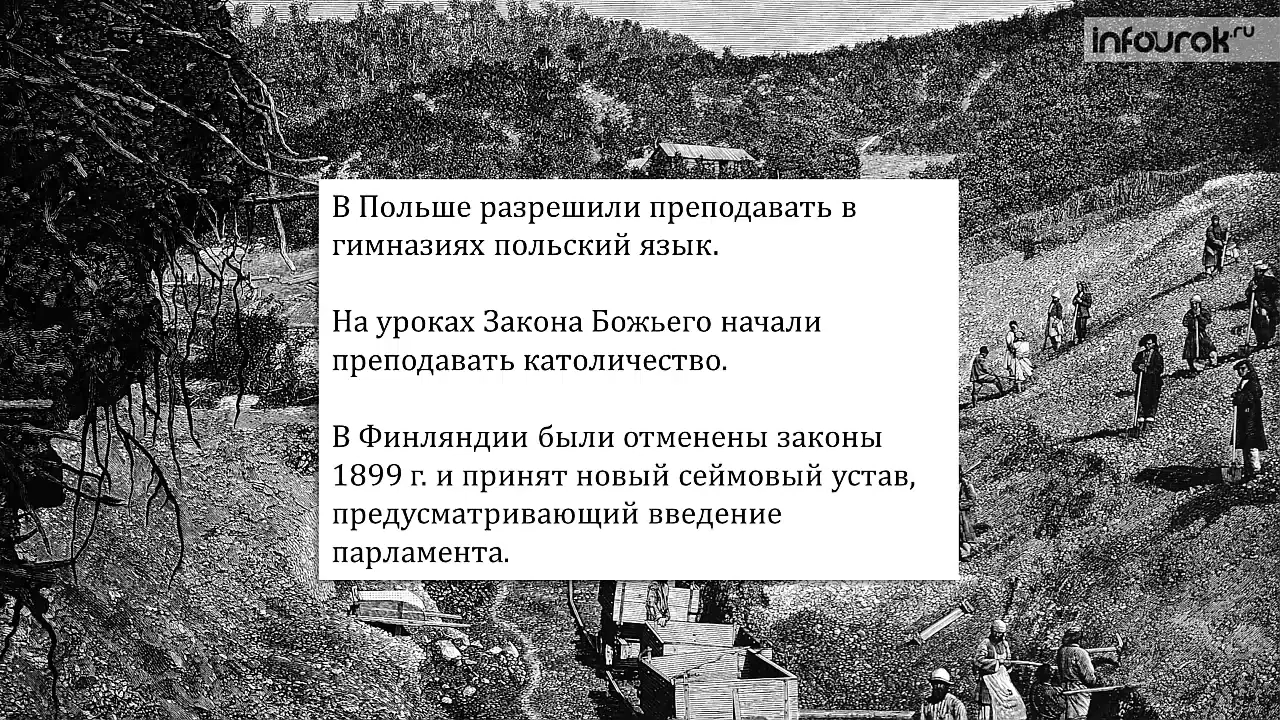 infourok.ru
В Польше разрешили преподавать в
гимназиях польский язык.
На уроках Закона Божьего начали
преподавать католичество.
В Финляндии были отменены законы
1899 г. и принят новый сеймовый устав,
предусматривающий введение
парламента.